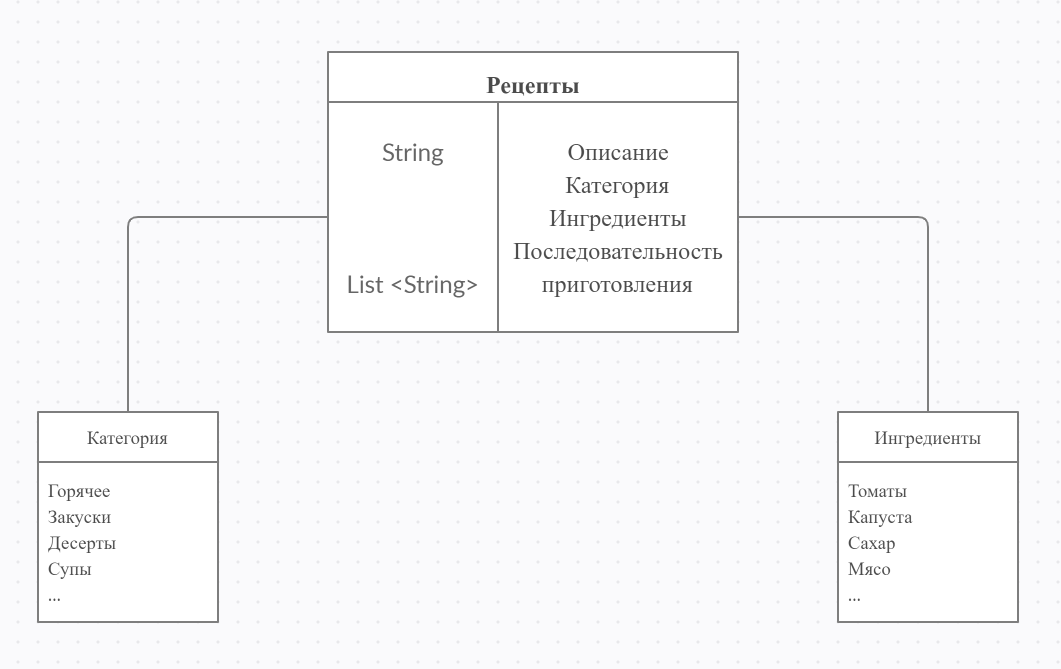 Рецепты
String
List <String>
Описание
Категория
Ингредиенты
Последовательность
приготовления
Категория
Горячее
Закуски
Десерты
Супы
...
Ингредиенты
Томаты
Капуста
Сахар
Мясо
...